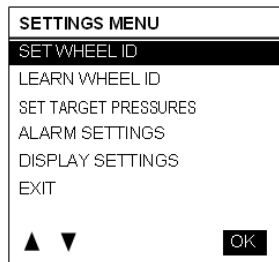 SETTINGS MENU
SET WHEEL ID
LEARN WHEEL ID
SET TARGET PRESSURES
ALARM SETTINGS
DISPLAY SETTINGS
EXIT
▲ ▼ OK